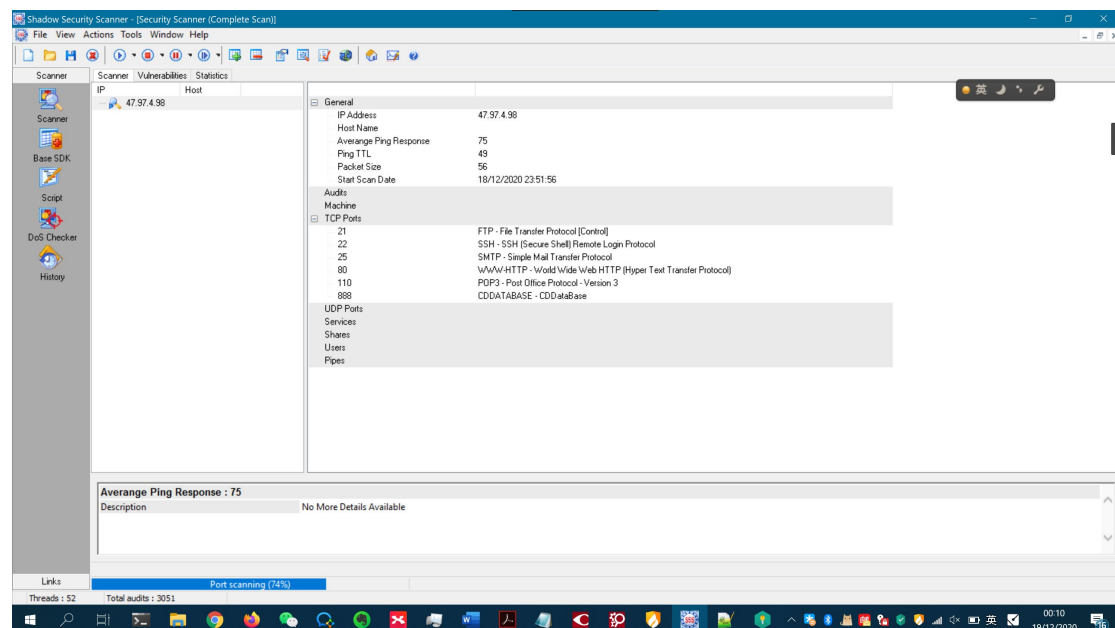 Shadow Security Scanner - [Security Scanner (Complete Scan)]
File View Actions Tools Window Help
Scanner
Scanner Vulnerabilities Statistics
IP Host
47.97.4.98
Scanner
Base SDK
Script
DoS Checker
History
General
IP Address 47.97.4.98
Host Name
Averange Ping Response 75
Ping TTL 49
Packet Size 56
Start Scan Date 18/12/2020 23:51:56
Audits
Machine
TCP Ports
21 FTP - File Transfer Protocol [Control]
22 SSH - SSH (Secure Shell) Remote Login Protocol
25 SMTP - Simple Mail Transfer Protocol
80 WWW-HTTP - World Wide Web HTTP (Hyper Text Transfer Protocol)
110 POP3 - Post Office Protocol - Version 3
888 CDDATABASE - CDDataBase
UDP Ports
Services
Shares
Users
Pipes
英
Averange Ping Response : 75
Description No More Details Available
Links
Port scanning (74%)
Threads : 52 Total audits : 3051
英
00:10
19/12/2020